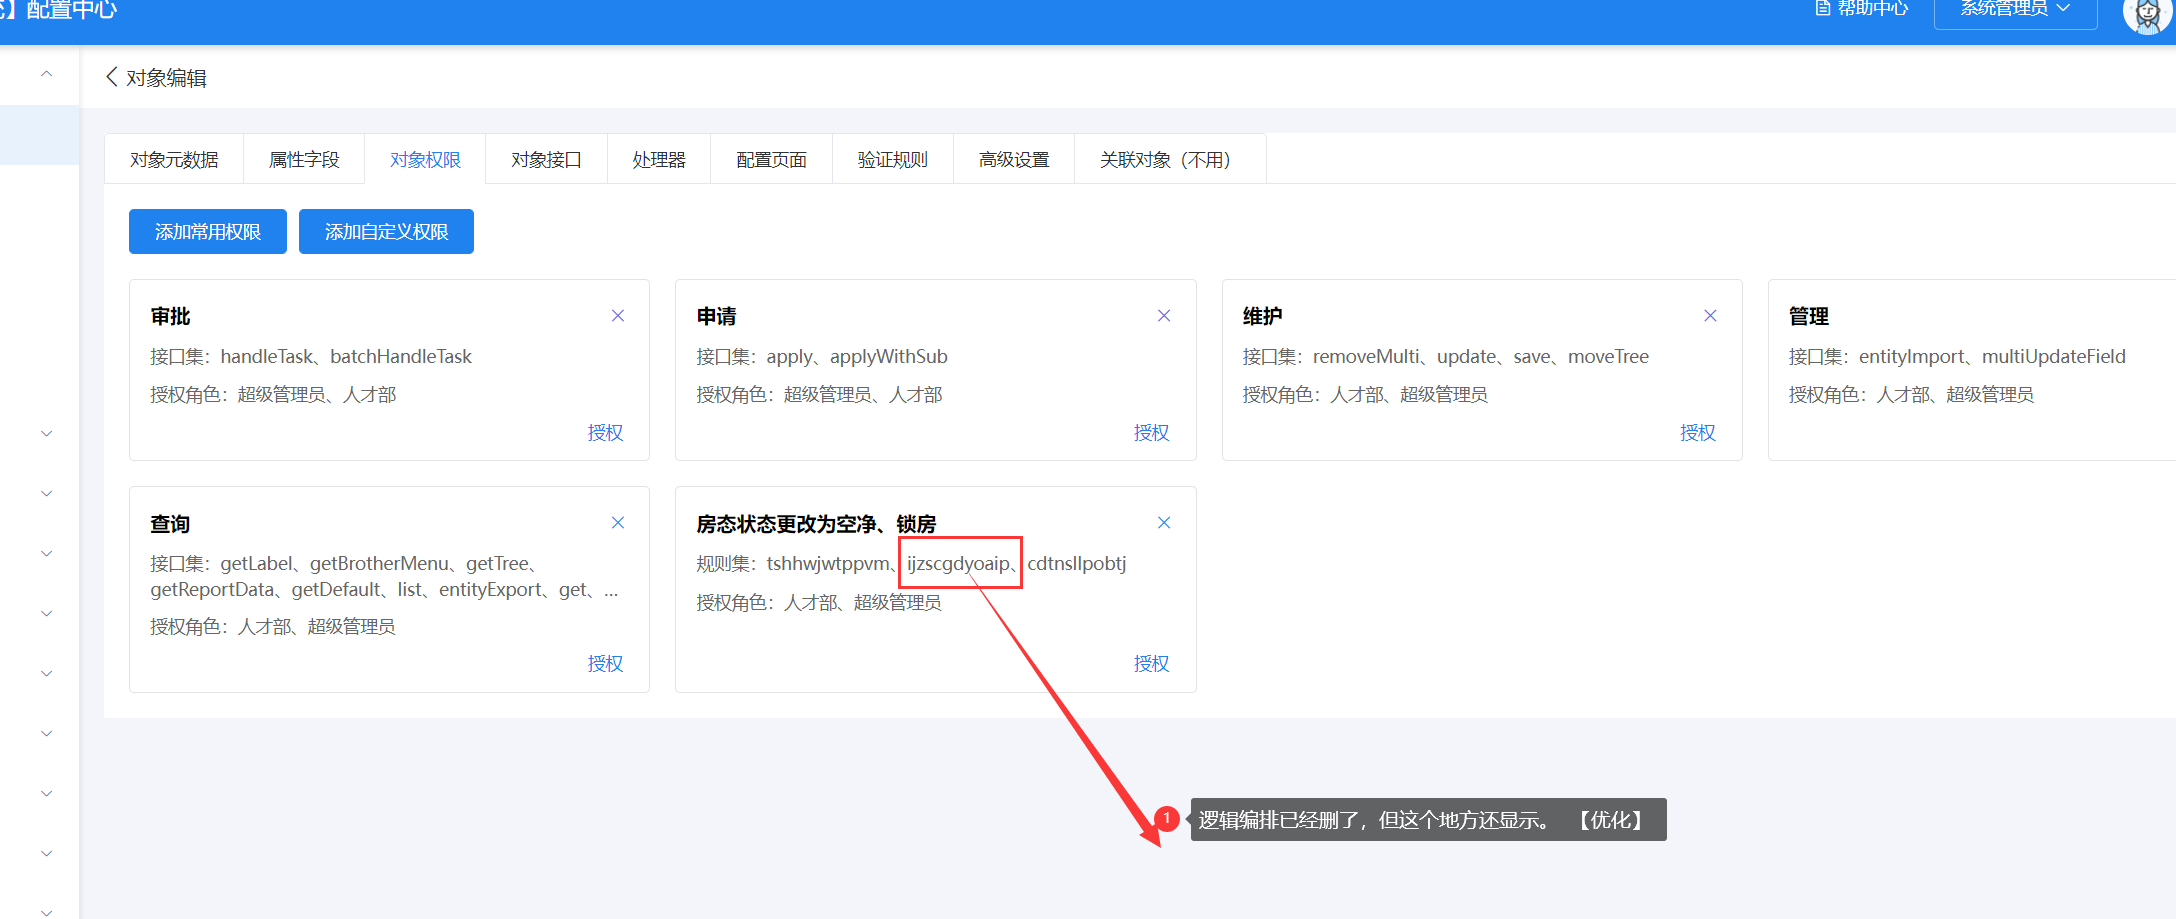 】配置中心
帮助中心
系统管理员
对象编辑
对象元数据
属性字段
对象权限
对象接口
处理器
配置页面
验证规则
高级设置
关联对象（不用）
添加常用权限
添加自定义权限
审批
接口集：handleTask、batchHandleTask
授权角色：超级管理员、人才部
授权
申请
接口集：apply、applyWithSub
授权角色：超级管理员、人才部
授权
维护
接口集：removeMulti、update、save、moveTree
授权角色：人才部、超级管理员
授权
管理
接口集：entityImport、multiUpdateField
授权角色：人才部、超级管理员
查询
接口集：getLabel、getBrotherMenu、getTree、
getReportData、getDefault、list、entityExport、get、...
授权角色：人才部、超级管理员
授权
房态状态更改为空净、锁房
规则集：tshhwjwtppvm、ijzscgdyoaip、cdtnsllpobtj
授权角色：人才部、超级管理员
授权
1
逻辑编排已经删了，但这个地方还显示。 【优化】